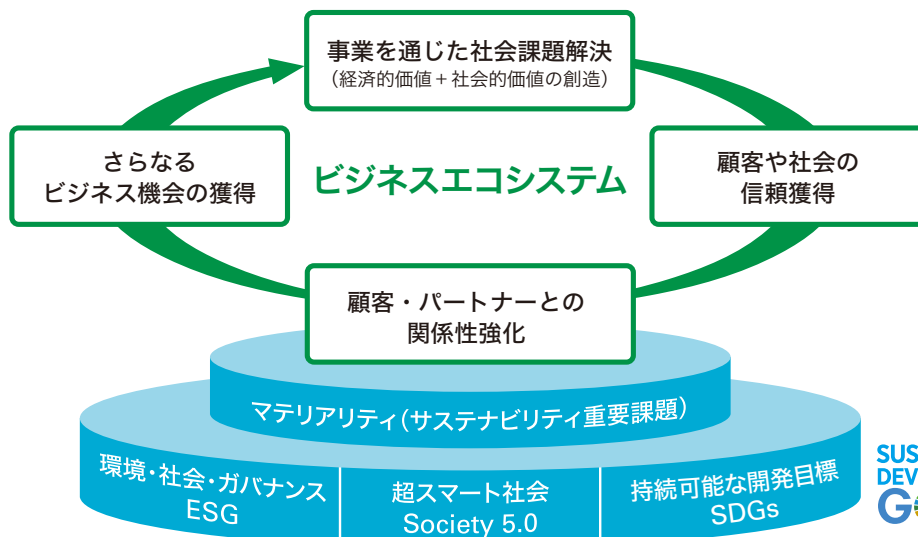 事業を通じた社会課題解決
（経済的価値＋社会的価値の創造）
さらなる
ビジネス機会の獲得
ビジネスエコシステム
顧客や社会の
信頼獲得
顧客・パートナーとの
関係性強化
マテリアリティ（サステナビリティ重要課題）
環境・社会・ガバナンス
ESG
超スマート社会
Society 5.0
持続可能な開発目標
SDGs